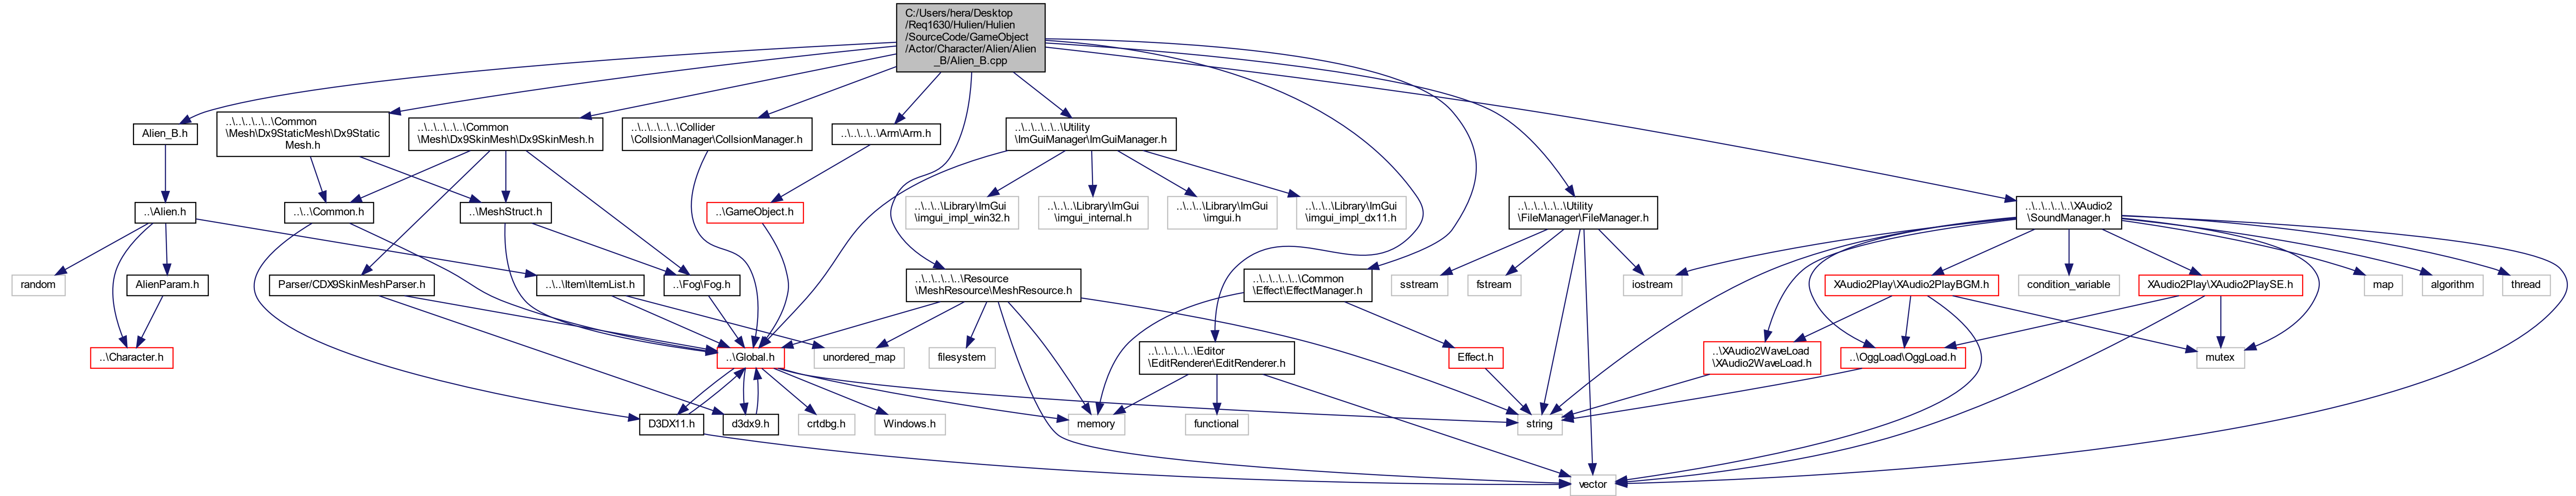 C:/Users/hera/Desktop
/Req1630/Hulien/Hulien
/SourceCode/GameObject
/Actor/Character/Alien/Alien
_B/Alien_B.cpp
Alien_B.h
..\..\..\..\..\Common
\Mesh\Dx9StaticMesh\Dx9Static
Mesh.h
..\..\..\..\..\Common
\Mesh\Dx9SkinMesh\Dx9SkinMesh.h
..\..\..\..\..\Collider
\CollsionManager\CollsionManager.h
..\..\..\..\Arm\Arm.h
..\..\..\..\..\Utility
\ImGuiManager\ImGuiManager.h
..\Alien.h
..\..\Common.h
..\MeshStruct.h
..\GameObject.h
..\..\..\Library\ImGui
\imgui_impl_win32.h
..\..\..\Library\ImGui
\imgui_internal.h
..\..\..\Library\ImGui
\imgui.h
..\..\..\Library\ImGui
\imgui_impl_dx11.h
..\..\..\..\..\Utility
\FileManager\FileManager.h
..\..\..\..\..\XAudio2
\SoundManager.h
random
AlienParam.h
Parser/CDX9SkinMeshParser.h
..\..\Item\ItemList.h
..\Fog\Fog.h
..\..\..\..\..\Resource
\MeshResource\MeshResource.h
..\..\..\..\..\Common
\Effect\EffectManager.h
sstream
fstream
iostream
XAudio2Play\XAudio2PlayBGM.h
condition_variable
XAudio2Play\XAudio2PlaySE.h
map
algorithm
thread
..\Character.h
..\Global.h
unordered_map
filesystem
..\..\..\..\..\Editor
\EditRenderer\EditRenderer.h
Effect.h
..\XAudio2WaveLoad
\XAudio2WaveLoad.h
..\OggLoad\OggLoad.h
mutex
D3DX11.h
d3dx9.h
crtdbg.h
Windows.h
memory
functional
string
vector